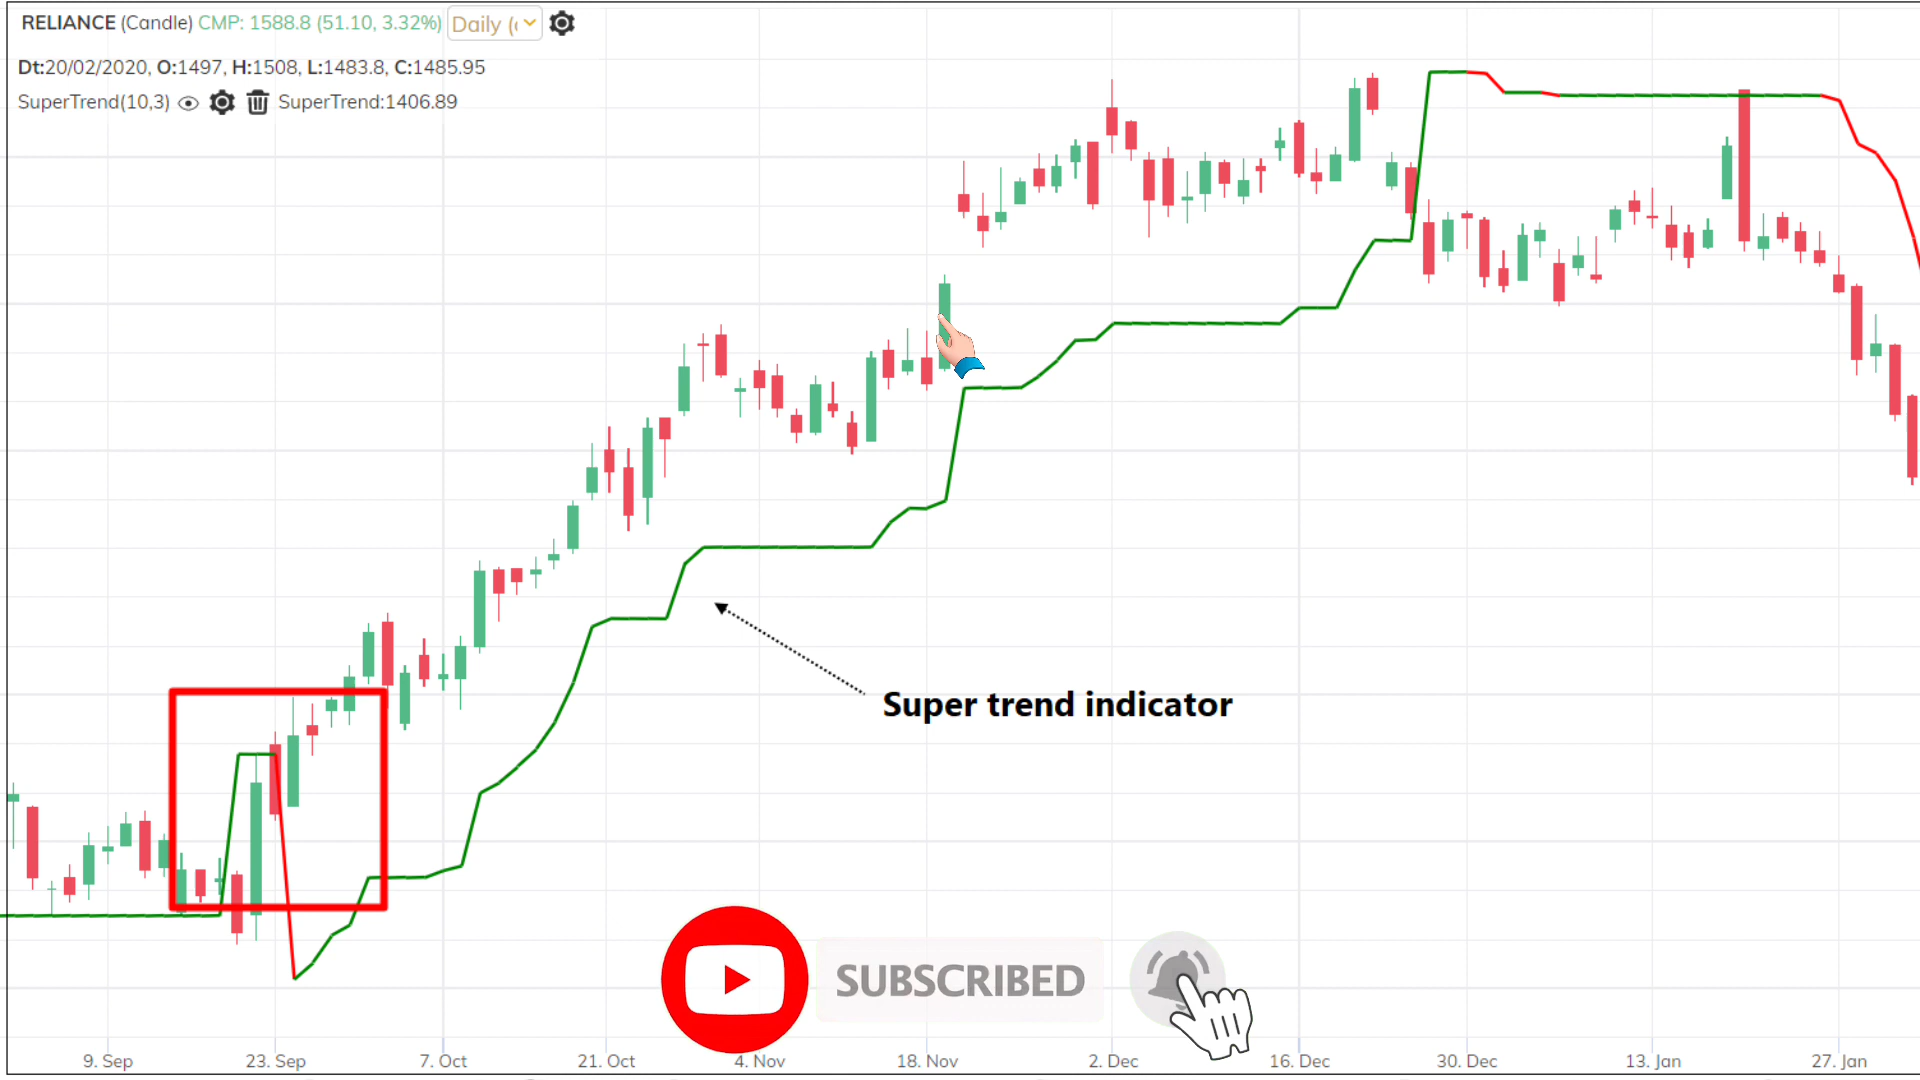 RELIANCE (Candle) CMP: 1588.8 (51.10, 3.32%) Daily (
Dt:20/02/2020, O:1497, H:1508, L:1483.8, C:1485.95
SuperTrend(10,3) SuperTrend:1406.89
Super trend indicator
SUBSCRIBED
9. Sep 23. Sep 7. Oct 21. Oct 4. Nov 18. Nov 2. Dec 16. Dec 30. Dec 13. Jan 27. Jan